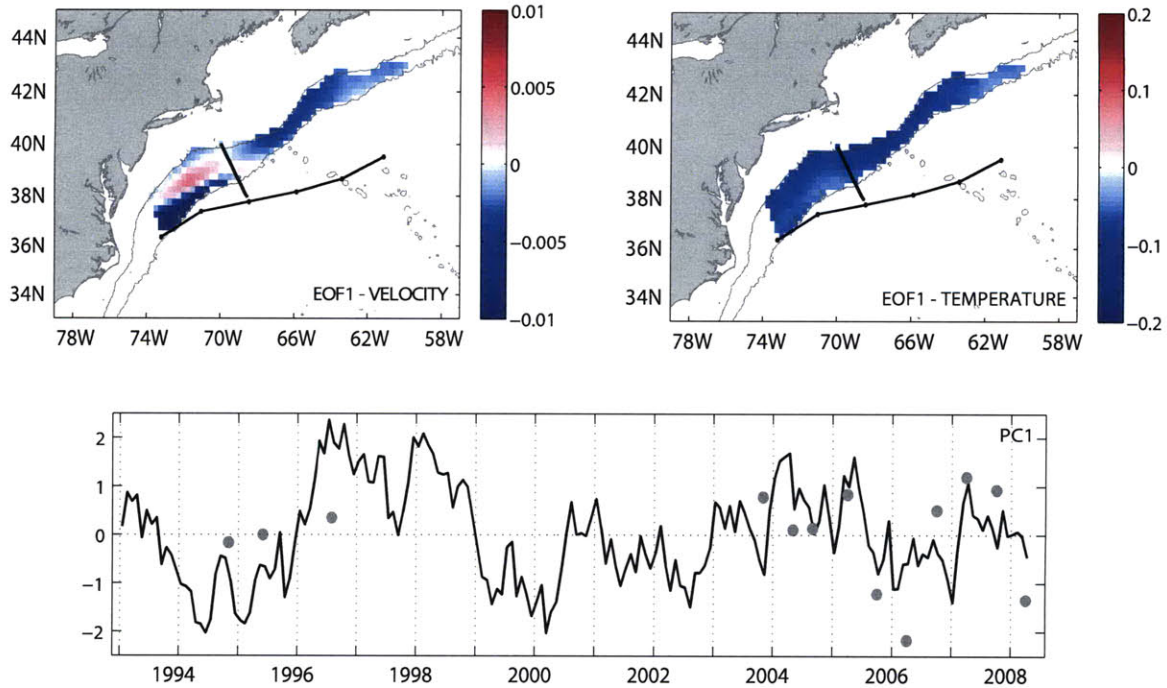 44N
42N
40N
38N
36N
34N
78W 74W 70W 66W 62W 58W
EOF1 - VELOCITY
0.01
0.005
0
−0.005
−0.01
44N
42N
40N
38N
36N
34N
78W 74W 70W 66W 62W 58W
EOF1 - TEMPERATURE
0.2
0.1
0
−0.1
−0.2
PC1
2
1
0
−1
−2
1994 1996 1998 2000 2002 2004 2006 2008